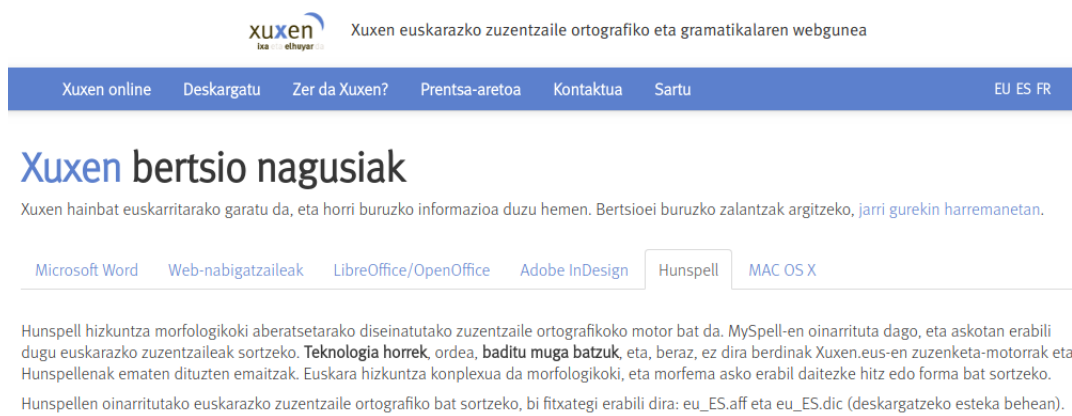 xuxen
ixa eta elhuyar
Xuxen euskarazko zuzentzaile ortografiko eta gramatikalaren webgunea
Xuxen online Deskargatu Zer da Xuxen? Prentsa-aretoa Kontaktua Sartu EU ES FR
Xuxen bertsio nagusiak
Xuxen hainbat euskarritarako garatu da, eta horri buruzko informazioa duzu hemen. Bertsioei buruzko zalantzak argitzeko, jarri gurekin harremanetan.
Microsoft Word Web-nabigatzaileak LibreOffice/OpenOffice Adobe InDesign Hunspell MAC OS X
Hunspell hizkuntza morfologikoki aberatsetarako diseinatutako zuzentzaile ortografikoko motor bat da. MySpell-en oinarrituta dago, eta askotan erabili
dugu euskarazko zuzentzaileak sortzeko. Teknologia horrek, ordea, baditu muga batzuk, eta, beraz, ez dira berdinak Xuxen.eus-en zuzenketa-motorrak eta
Hunspellenak ematen dituzten emaitzak. Euskara hizkuntza konplexua da morfologikoki, eta morfema asko erabil daitezke hitz edo forma bat sortzeko.
Hunspellen oinarritutako euskarazko zuzentzaile ortografiko bat sortzeko, bi fitxategi erabili dira: eu_ES.aff eta eu_ES.dic (deskargatzeko esteka behean).